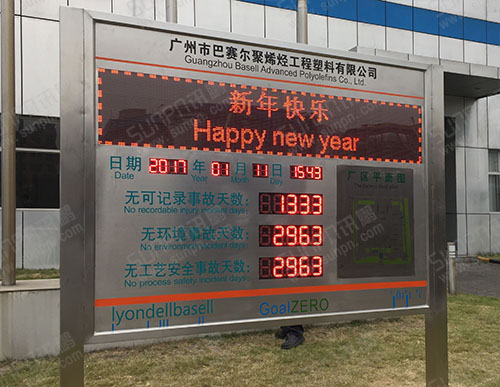 广州市巴赛尔聚烯烃工程塑料有限公司
Guangzhou Basell Advanced Polyolefins Co., Ltd.
新年快乐
Happy new year
日期 2017 年 01 月 11 日 1543
Date Year Month Day
无可记录事故天数: 1333
No recordable injury incident days:
无环境事故天数: 2963
No environment incident days:
无工艺安全事故天数: 2963
No process safety incident days:
厂区平面图
lyondellbasell GoalZERO